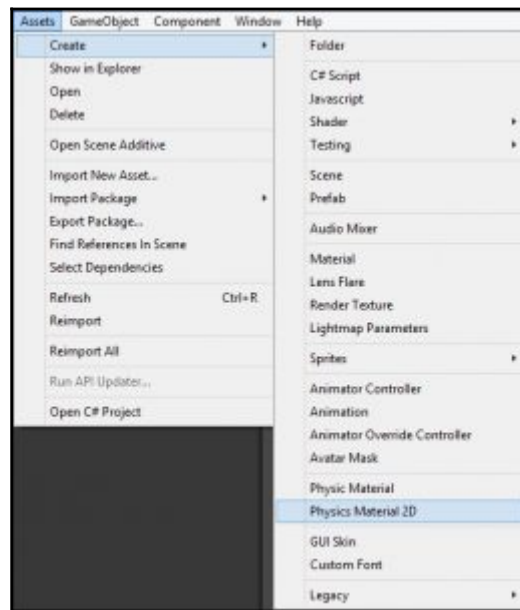 Assets GameObject Component Window Help
Create
Show in Explorer
Open
Delete
Open Scene Additive
Import New Asset...
Import Package
Export Package...
Find References In Scene
Select Dependencies
Refresh Ctrl+R
Reimport
Reimport All
Run API Updater...
Open C# Project
Folder
C# Script
Javascript
Shader
Testing
Scene
Prefab
Audio Mixer
Material
Lens Flare
Render Texture
Lightmap Parameters
Sprites
Animator Controller
Animation
Animator Override Controller
Avatar Mask
Physic Material
Physics Material 2D
GUI Skin
Custom Font
Legacy